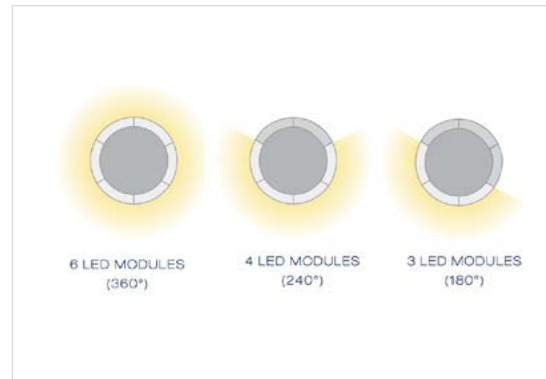 6 LED MODULES
(360°)
4 LED MODULES
(240°)
3 LED MODULES
(180°)